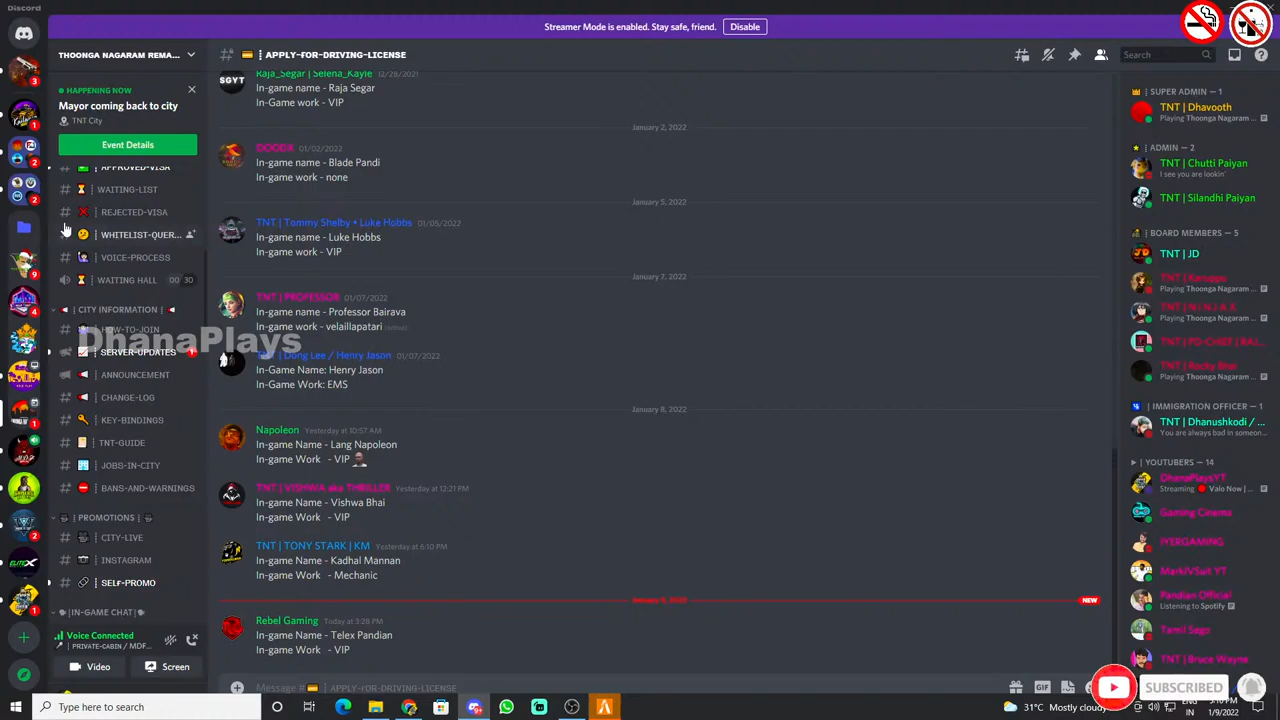 Discord
Streamer Mode is enabled. Stay safe, friend.
Disable
THOONGA NAGARAM REMA...
APPLY-FOR-DRIVING-LICENSE
Search
HAPPENING NOW
Mayor coming back to city
TNT City
Event Details
APPROVED-VISA
WAITING-LIST
REJECTED-VISA
WHITELIST-QUER...
VOICE-PROCESS
WAITING HALL
00 30
CITY INFORMATION
HOW-TO-JOIN
SERVER-UPDATES
1
ANNOUNCEMENT
CHANGE-LOG
KEY-BINDINGS
TNT-GUIDE
JOBS-IN-CITY
BANS-AND-WARNINGS
PROMOTIONS
CITY-LIVE
INSTAGRAM
SELF-PROMO
|IN-GAME CHAT|
Voice Connected
PRIVATE-CABIN / MDF...
Video
Screen
DhanaPlays
SGYT
Raja_Segar | Selena_Kayle 12/28/2021
In-game name - Raja Segar
In-Game work - VIP
January 2, 2022
01/02/2022
In-game name - Blade Pandi
In-game work - none
January 5, 2022
TNT | Tommy Shelby • Luke Hobbs 01/05/2022
In-game name - Luke Hobbs
In-game work - VIP
January 7, 2022
TNT | PROFESSOR 01/07/2022
In-game name - Professor Bairava
In-game work - velaillapatari (edited)
TNT | Dong Lee / Henry Jason 01/07/2022
In-Game Name: Henry Jason
In-Game Work: EMS
January 8, 2022
Napoleon Yesterday at 10:57 AM
In-game Name - Lang Napoleon
In-game Work - VIP
TNT | VISHWA aka THRILLER Yesterday at 12:21 PM
In-game Name - Vishwa Bhai
In-game Work - VIP
TNT | TONY STARK | KM Yesterday at 6:10 PM
In-game Name - Kadhal Mannan
In-game Work - Mechanic
January 9, 2022
NEW
Rebel Gaming Today at 3:28 PM
In-game Name - Telex Pandian
In-game Work - VIP
Message # APPLY-FOR-DRIVING-LICENSE
GIF
SUPER ADMIN — 1
TNT | Dhavooth
Playing Thoonga Nagaram ...
ADMIN — 2
TNT | Chutti Paiyan
I see you are lookin'
TNT | Silandhi Paiyan
BOARD MEMBERS — 5
TNT | JD
Playing Thoonga Nagaram ...
TNT | N I N J A X
Playing Thoonga Nagaram ...
TNT | PD-CHIEF | RAJ...
TNT | Rocky Bhai
Playing Thoonga Nagaram ...
IMMIGRATION OFFICER — 1
TNT | Dhanushkodi / ...
You are always bad in someon...
YOUTUBERS — 14
DhanaPlaysYT
Streaming Valo Now | ...
Gaming Cinema
IYERGAMING
MarkIVSuit YT
Pandian Official
Listening to Spotify
Tamil Sago
TNT | Bruce Wayne
SUBSCRIBED
Type here to search
31°C Mostly cloudy
IN
1/9/2022